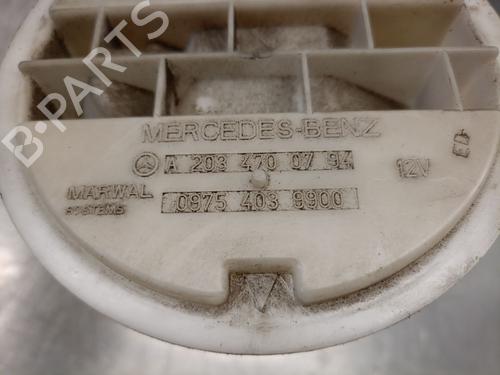 B-PARTS
MERCEDES-BENZ
A 203 470 07 94
12V
MARWAL
SYSTEMS
0975 403 9900